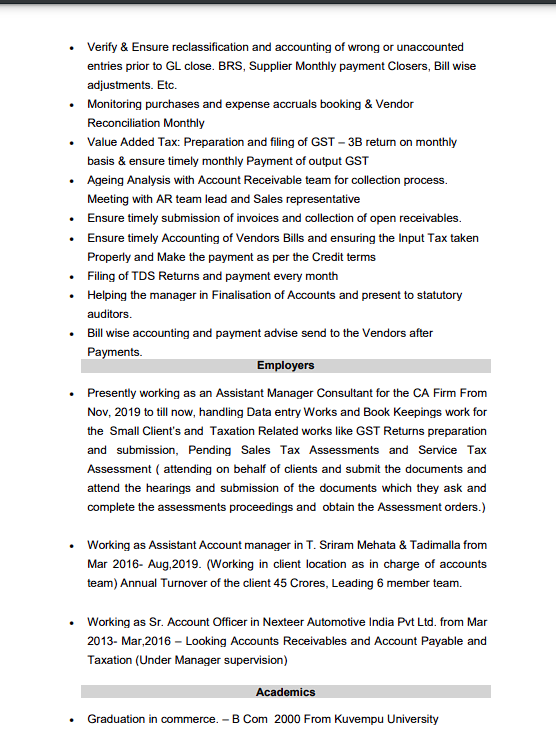 • Verify & Ensure reclassification and accounting of wrong or unaccounted
entries prior to GL close. BRS, Supplier Monthly payment Closers, Bill wise
adjustments. Etc.
• Monitoring purchases and expense accruals booking & Vendor
Reconciliation Monthly
• Value Added Tax: Preparation and filing of GST – 3B return on monthly
basis & ensure timely monthly Payment of output GST
• Ageing Analysis with Account Receivable team for collection process.
Meeting with AR team lead and Sales representative
• Ensure timely submission of invoices and collection of open receivables.
• Ensure timely Accounting of Vendors Bills and ensuring the Input Tax taken
Properly and Make the payment as per the Credit terms
• Filing of TDS Returns and payment every month
• Helping the manager in Finalisation of Accounts and present to statutory
auditors.
• Bill wise accounting and payment advise send to the Vendors after
Payments.
Employers
• Presently working as an Assistant Manager Consultant for the CA Firm From
Nov, 2019 to till now, handling Data entry Works and Book Keepings work for
the Small Client's and Taxation Related works like GST Returns preparation
and submission, Pending Sales Tax Assessments and Service Tax
Assessment ( attending on behalf of clients and submit the documents and
attend the hearings and submission of the documents which they ask and
complete the assessments proceedings and obtain the Assessment orders.)
• Working as Assistant Account manager in T. Sriram Mehata & Tadimalla from
Mar 2016- Aug,2019. (Working in client location as in charge of accounts
team) Annual Turnover of the client 45 Crores, Leading 6 member team.
• Working as Sr. Account Officer in Nexteer Automotive India Pvt Ltd. from Mar
2013- Mar,2016 – Looking Accounts Receivables and Account Payable and
Taxation (Under Manager supervision)
Academics
• Graduation in commerce. – B Com 2000 From Kuvempu University